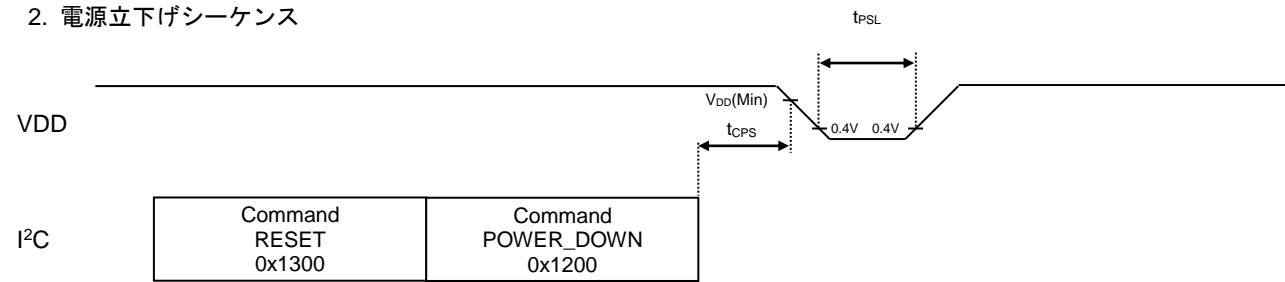 2. 電源立下げシーケンス
tPSL
VDD
VDD(Min)
0.4V 0.4V
tCPS
I2C
Command
RESET
0x1300
Command
POWER_DOWN
0x1200